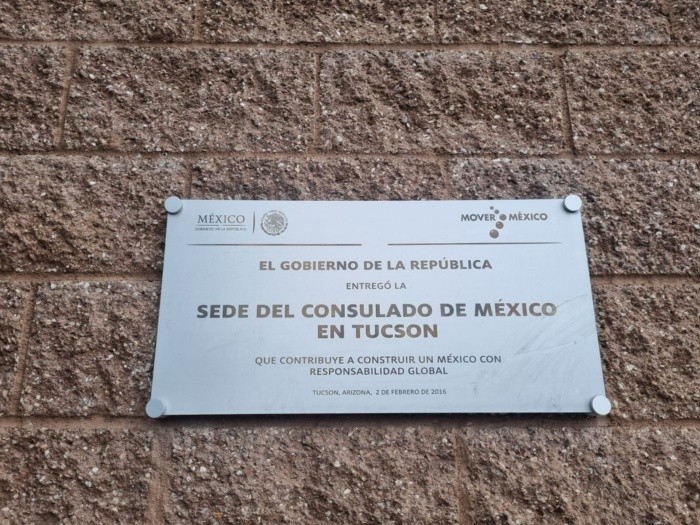 MÉXICO
GOBIERNO DE LA REPÚBLICA
MOVER A MÉXICO
EL GOBIERNO DE LA REPÚBLICA
ENTREGÓ LA
SEDE DEL CONSULADO DE MÉXICO
EN TUCSON
QUE CONTRIBUYE A CONSTRUIR UN MÉXICO CON
RESPONSABILIDAD GLOBAL
TUCSON, ARIZONA, 2 DE FEBRERO DE 2016